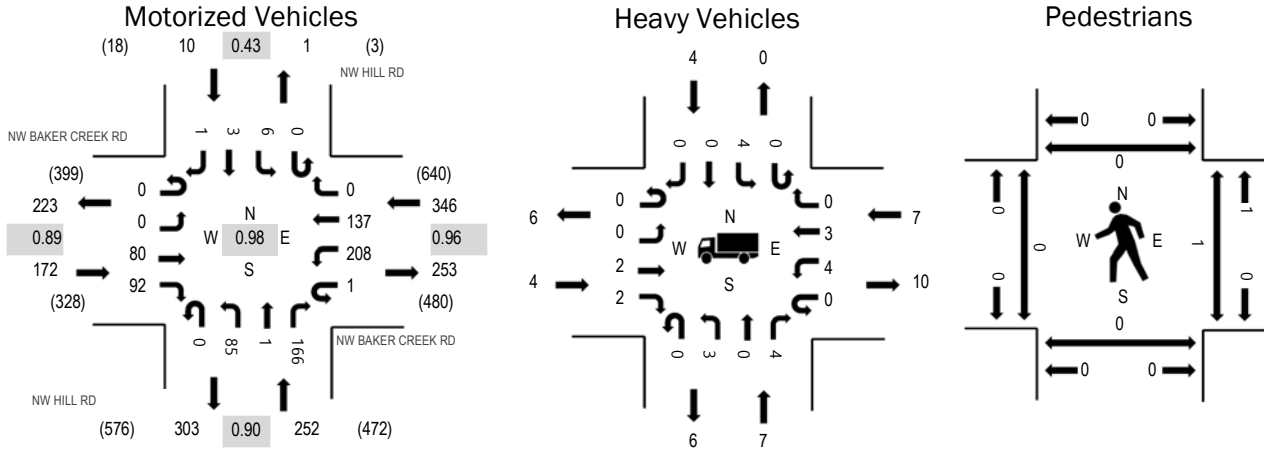 Motorized Vehicles
Heavy Vehicles
Pedestrians
(18) 10 0.43 1 (3)
NW HILL RD
NW BAKER CREEK RD
1 3 6 0
(399)
223
0.89
172
(328)
0
0
80
92
N
W 0.98 E
S
0
137
208
1
(640)
346
0.96
253
(480)
0 85 1 166
NW BAKER CREEK RD
NW HILL RD
(576) 303 0.90 252 (472)
4 0
0 0 4 0
6
4
0
0
2
2
N
W E
S
0
3
4
0
7
10
0 3 0 4
6 7
0 0
0
0
0
0
N
W E
S
1
1
0
0
0 0